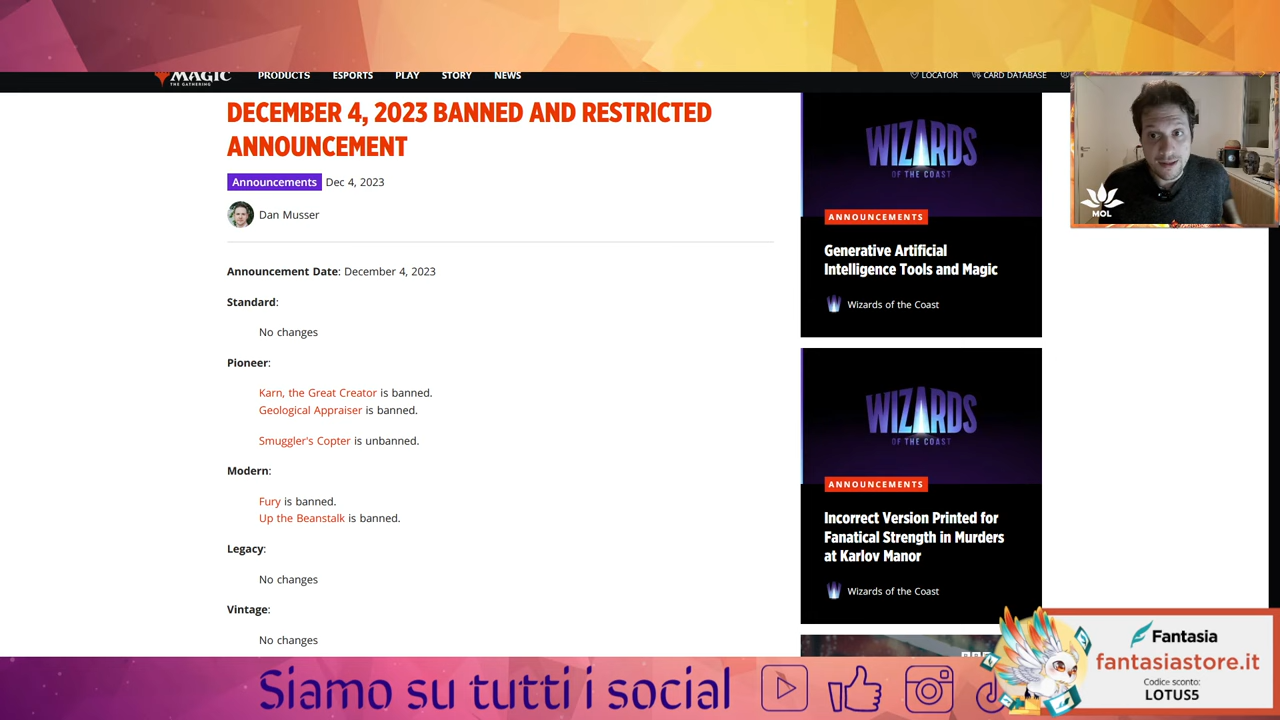 MAGIC
THE GATHERING
PRODUCTS ESPORTS PLAY STORY NEWS
LOCATOR CARD DATABASE
DECEMBER 4, 2023 BANNED AND RESTRICTED
ANNOUNCEMENT
Announcements Dec 4, 2023
Dan Musser
Announcement Date: December 4, 2023
Standard:
No changes
Pioneer:
Karn, the Great Creator is banned.
Geological Appraiser is banned.
Smuggler's Copter is unbanned.
Modern:
Fury is banned.
Up the Beanstalk is banned.
Legacy:
No changes
Vintage:
No changes
WIZARDS
OF THE COAST
ANNOUNCEMENTS
Generative Artificial
Intelligence Tools and Magic
Wizards of the Coast
WIZARDS
OF THE COAST
ANNOUNCEMENTS
Incorrect Version Printed for
Fanatical Strength in Murders
at Karlov Manor
Wizards of the Coast
MOL
Siamo su tutti i social
Fantasia
fantasiastore.it
Codice sconto:
LOTUS5